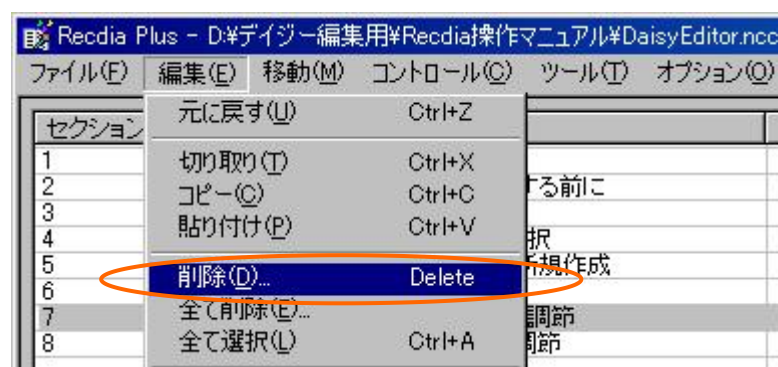 Recdia Plus - D:¥デイジー編集用¥Recdia操作マニュアル¥DaisyEditor.ncc
ファイル(F) 編集(E) 移動(M) コントロール(C) ツール(T) オプション(O)
セクション
元に戻す(U) Ctrl+Z
1
切り取り(T) Ctrl+X
2 する前に
コピー(C) Ctrl+C
3
貼り付け(P) Ctrl+V
4 択
5 新規作成
削除(D)... Delete
6
全て削除(E)...
7 調節
8 調節
全て選択(L) Ctrl+A